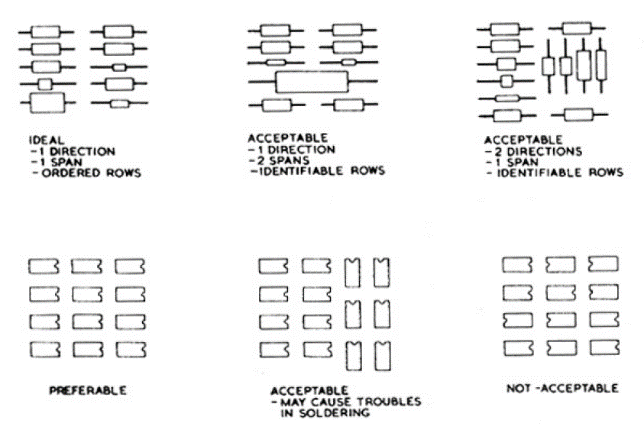 IDEAL
-1 DIRECTION
-1 SPAN
- ORDERED ROWS
ACCEPTABLE
-1 DIRECTION
-2 SPANS
-IDENTIFIABLE ROWS
ACCEPTABLE
- 2 DIRECTIONS
- 1 SPAN
- IDENTIFIABLE ROWS
PREFERABLE
ACCEPTABLE
- MAY CAUSE TROUBLES
IN SOLDERING
NOT -ACCEPTABLE